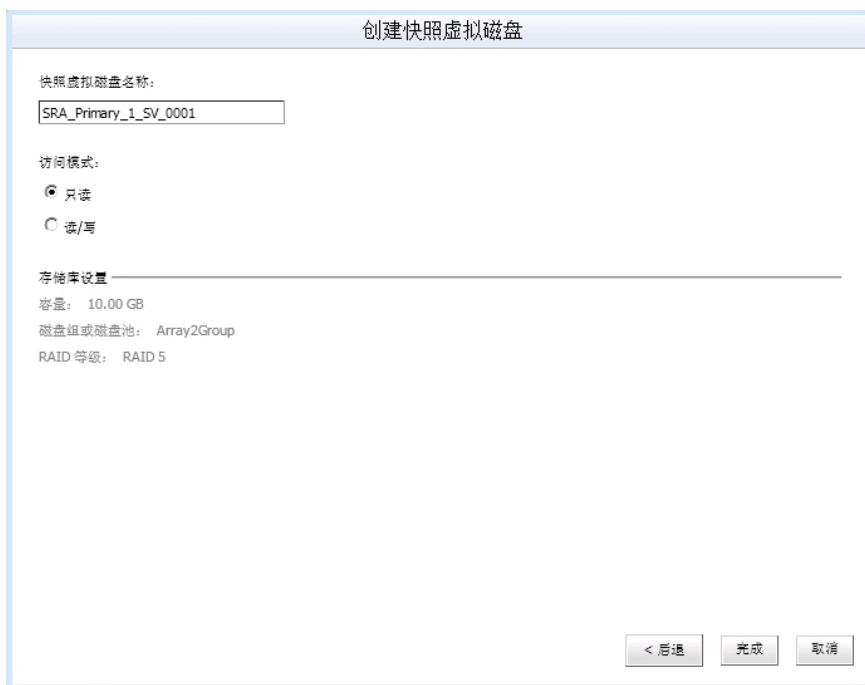 创建快照虚拟磁盘
快照虚拟磁盘名称：
SRA_Primary_1_SV_0001
访问模式：
只读
读/写
存储库设置
容量： 10.00 GB
磁盘组或磁盘池： Array2Group
RAID 等级： RAID 5
< 后退 完成 取消